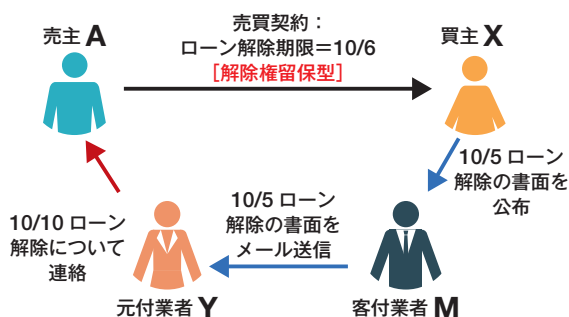 売買契約：
ローン解除期限＝10/6
［解除権留保型］
売主 A
買主 X
10/5 ローン
解除の書面を
公布
10/5 ローン
解除の書面を
メール送信
10/10 ローン
解除について
連絡
元付業者 Y
客付業者 M